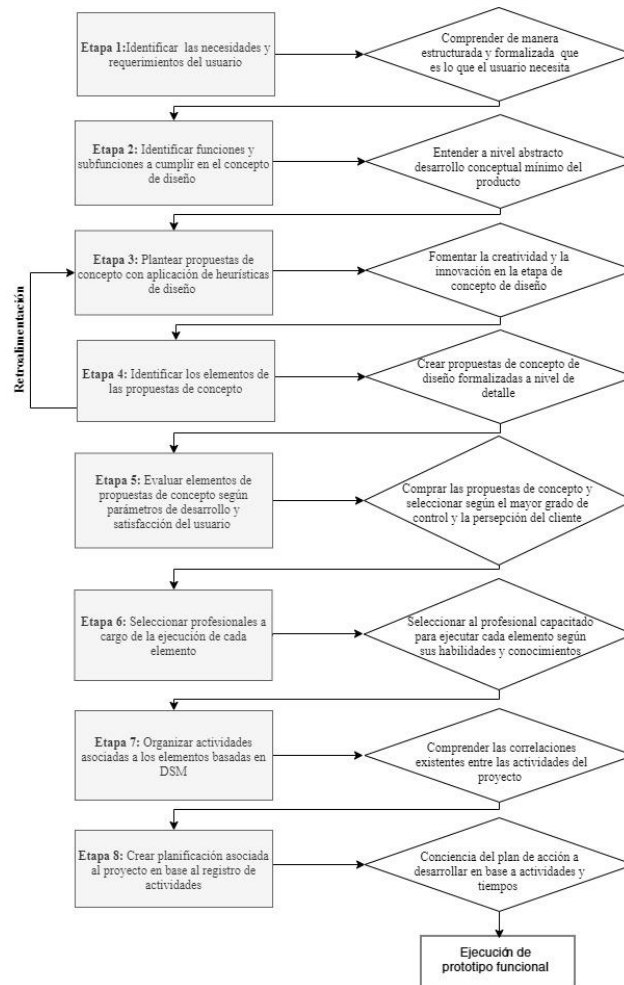 Etapa 1:Identificar las necesidades y
requerimientos del usuario
Comprender de manera
estructurada y formalizada que
es lo que el usuario necesita
Etapa 2: Identificar funciones y
subfunciones a cumplir en el concepto
de diseño
Entender a nivel abstracto
desarrollo conceptual mínimo del
producto
Retroalimentación
Etapa 3: Plantear propuestas de
concepto con aplicación de heurísticas
de diseño
Fomentar la creatividad y la
innovación en la etapa de
concepto de diseño
Etapa 4: Identificar los elementos de
las propuestas de concepto
Crear propuestas de concepto de
diseño formalizadas a nivel de
detalle
Etapa 5: Evaluar elementos de
propuestas de concepto según
parámetros de desarrollo y
satisfacción del usuario
Comprar las propuestas de concepto y
seleccionar según el mayor grado de
control y la persepción del cliente
Etapa 6: Seleccionar profesionales a
cargo de la ejecución de cada
elemento
Seleccionar al profesional capacitado
para ejecutar cada elemento según
sus habilidades y conocimientos
Etapa 7: Organizar actividades
asociadas a los elementos basadas en
DSM
Comprender las correlaciones
existentes entre las actividades del
proyecto
Etapa 8: Crear planificación asociada
al proyecto en base al registro de
actividades
Conciencia del plan de acción a
desarrollar en base a actividades y
tiempos
Ejecución de
prototipo funcional